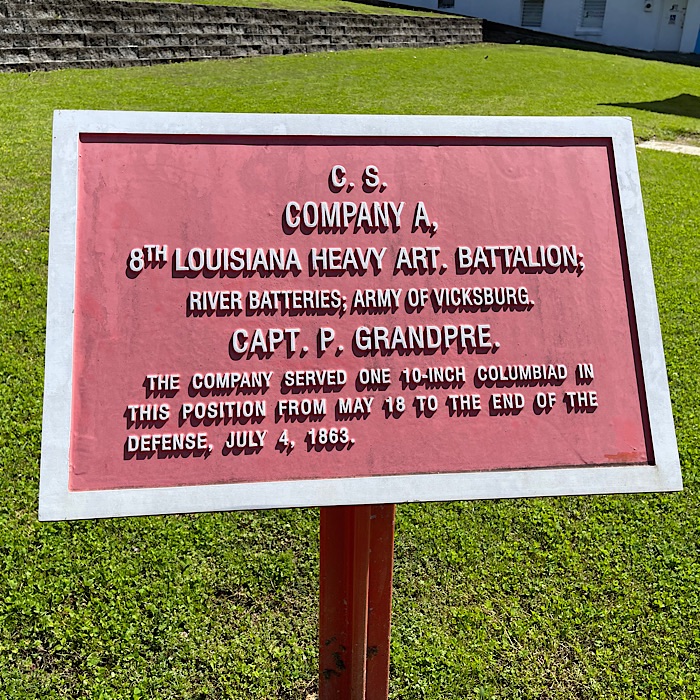 C. S.
COMPANY A,
8TH LOUISIANA HEAVY ART. BATTALION;
RIVER BATTERIES; ARMY OF VICKSBURG.
CAPT. P. GRANDPRE.
THE COMPANY SERVED ONE 10-INCH COLUMBIAD IN
THIS POSITION FROM MAY 18 TO THE END OF THE
DEFENSE, JULY 4, 1863.